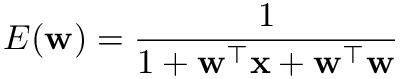 E(𝐰) = 1 / (1 + 𝐰^⊤𝐱 + 𝐰^⊤𝐰)